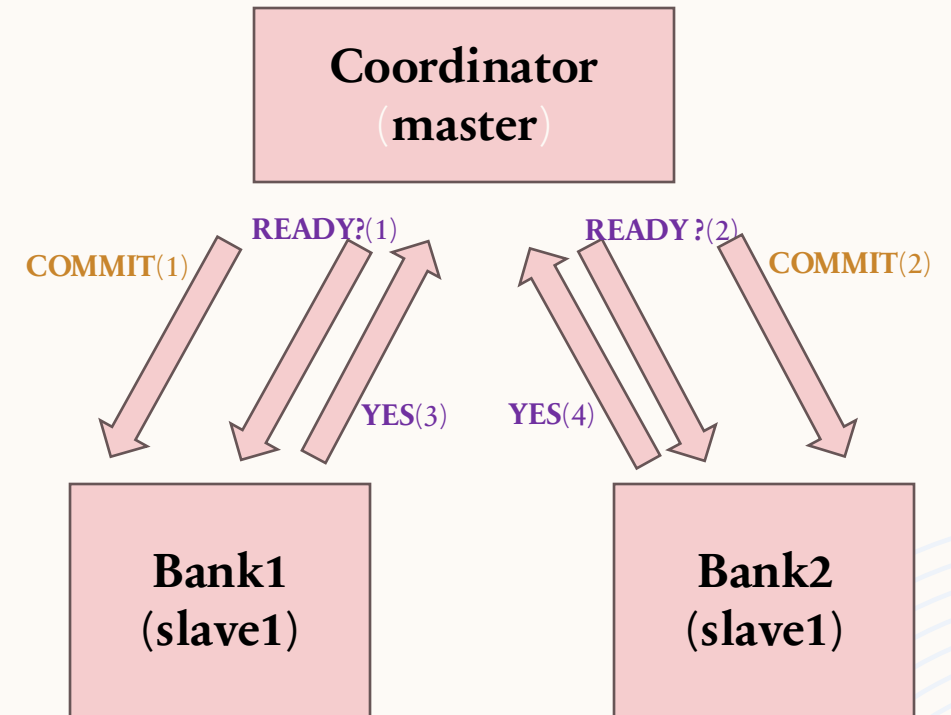 Coordinator
(master)
READY?(1)
READY ?(2)
COMMIT(1)
COMMIT(2)
YES(3)
YES(4)
Bank1
(slave1)
Bank2
(slave1)